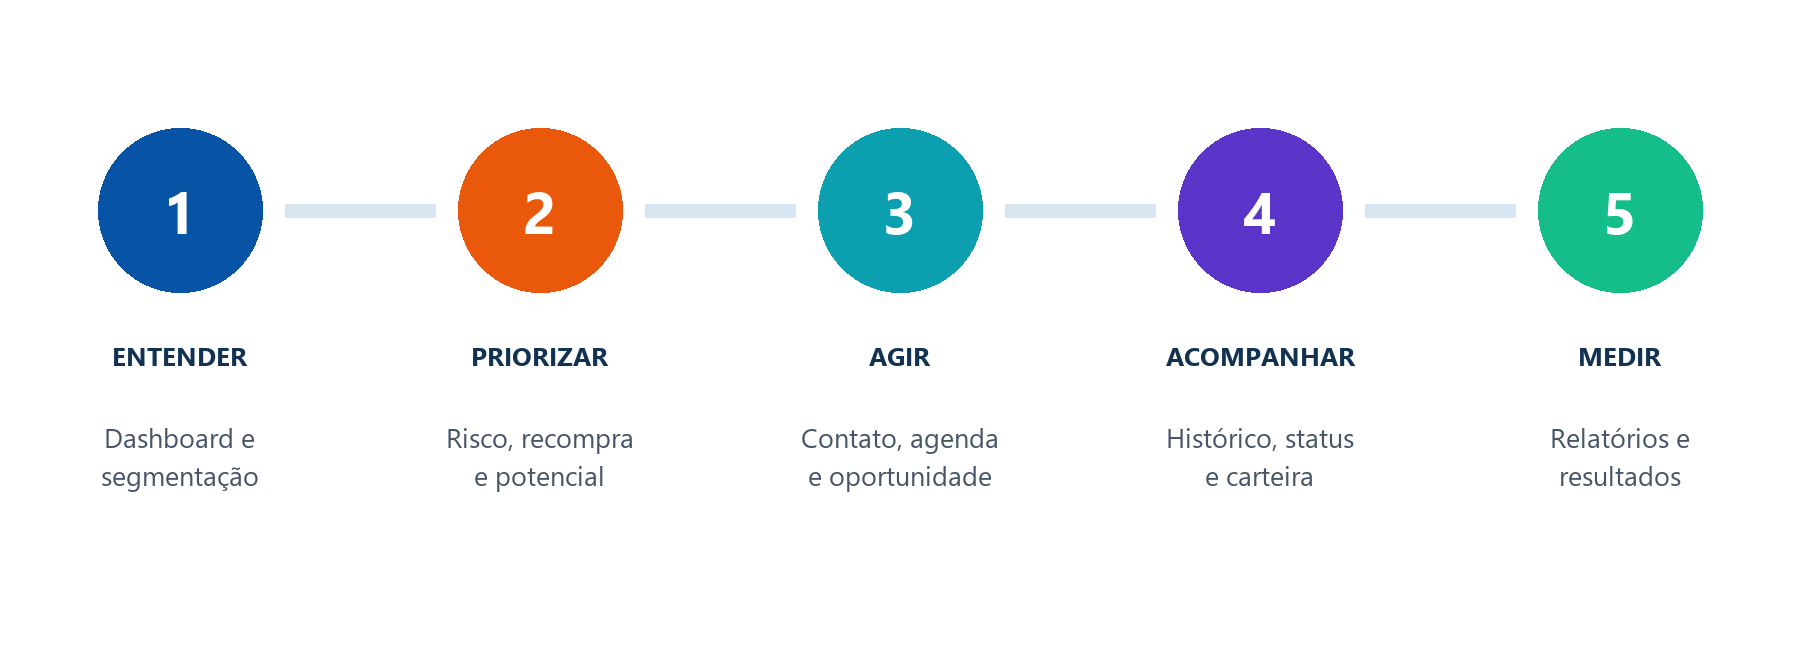 1
2
3
4
5
ENTENDER
PRIORIZAR
AGIR
ACOMPANHAR
MEDIR
Dashboard e
segmentação
Risco, recompra
e potencial
Contato, agenda
e oportunidade
Histórico, status
e carteira
Relatórios e
resultados